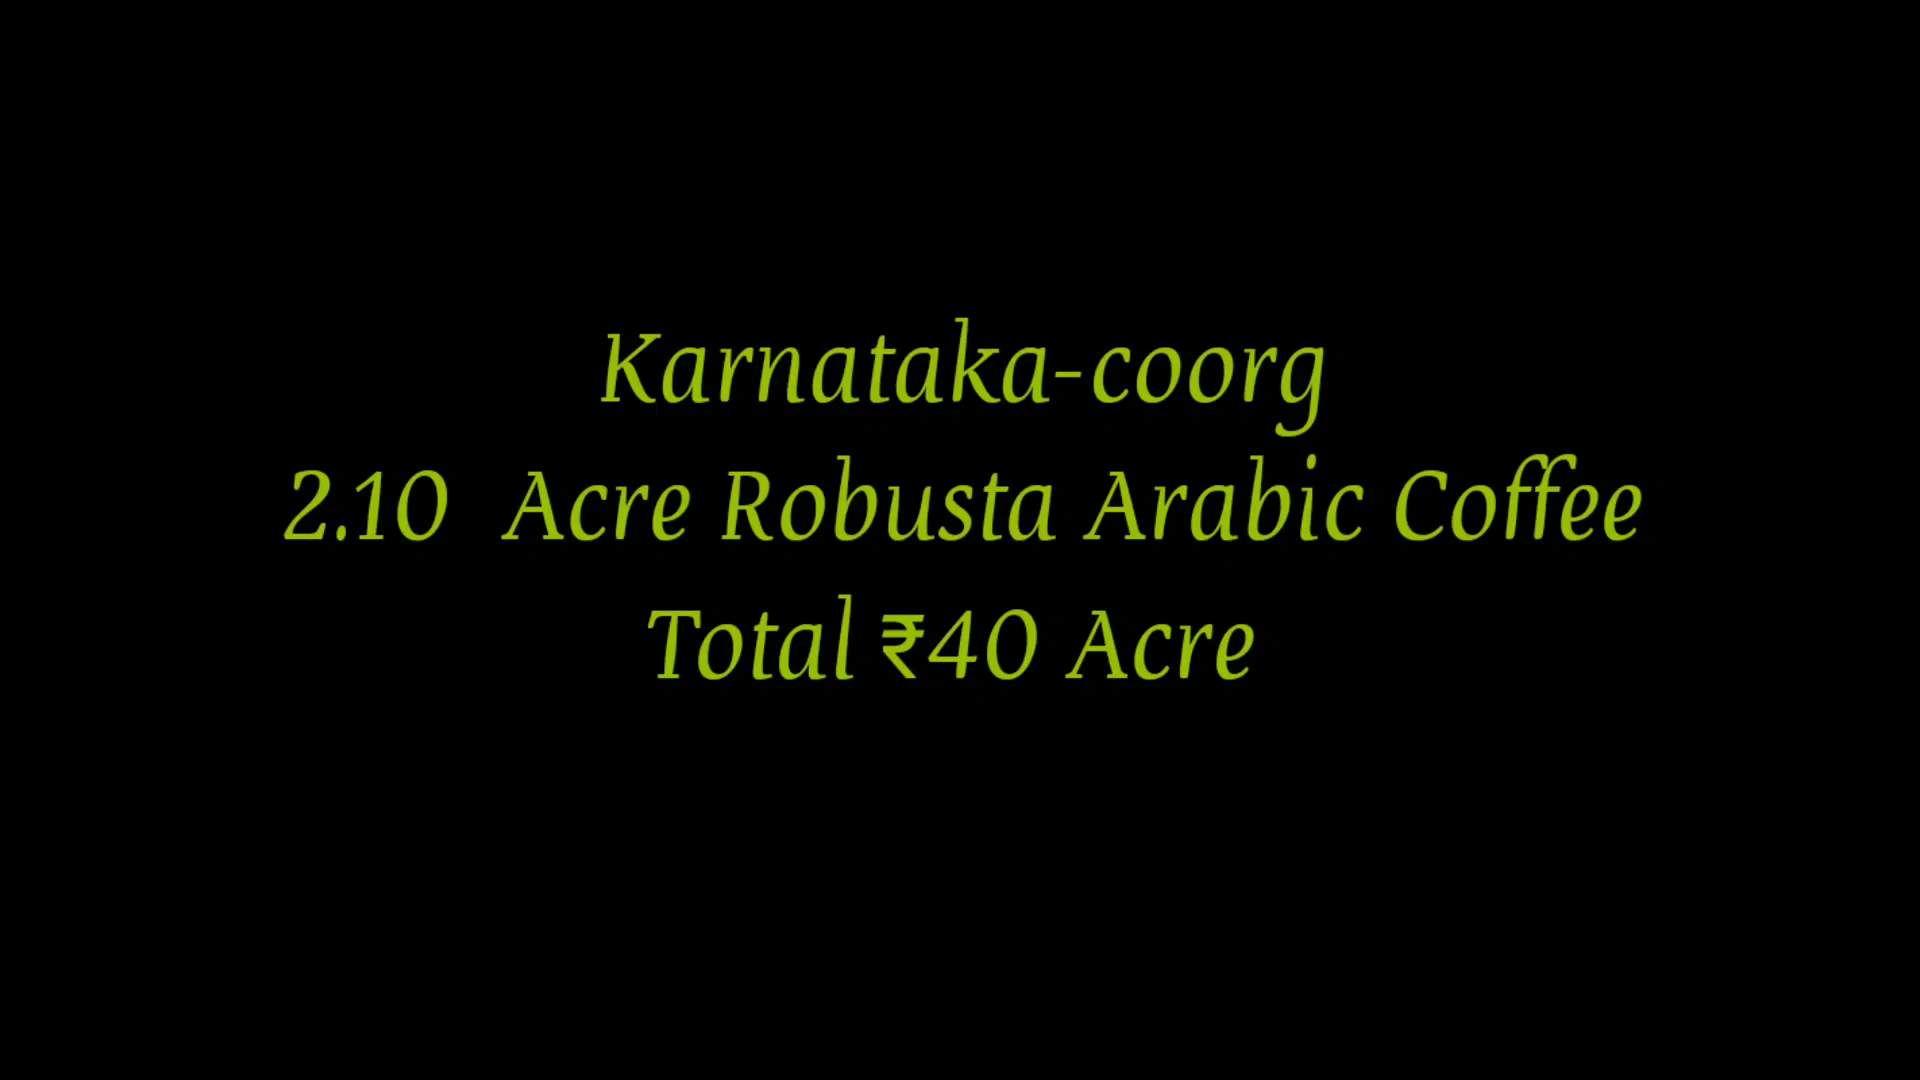 Karnataka-coorg
2.10 Acre Robusta Arabic Coffee
Total ₹40 Acre